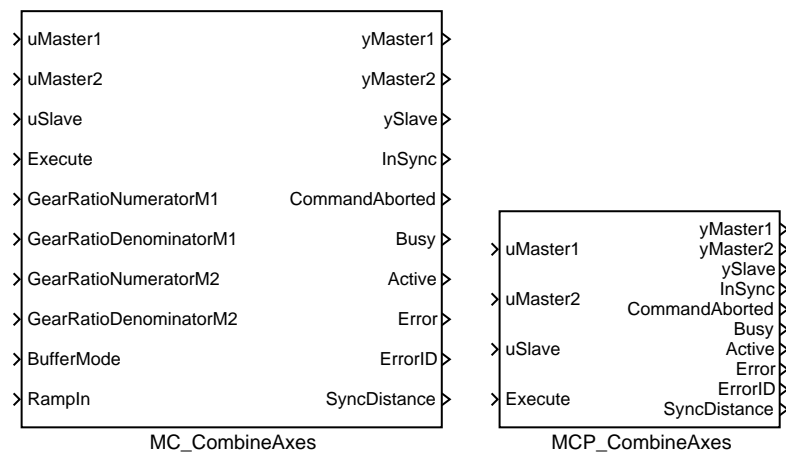 uMaster1 yMaster1
uMaster2 yMaster2
uSlave ySlave
Execute InSync
GearRatioNumeratorM1 CommandAborted
GearRatioDenominatorM1 Busy
GearRatioNumeratorM2 Active
GearRatioDenominatorM2 Error
BufferMode ErrorID
RampIn SyncDistance
MC_CombineAxes
uMaster1
uMaster2
uSlave
Execute
yMaster1
yMaster2
ySlave
InSync
CommandAborted
Busy
Active
Error
ErrorID
SyncDistance
MCP_CombineAxes